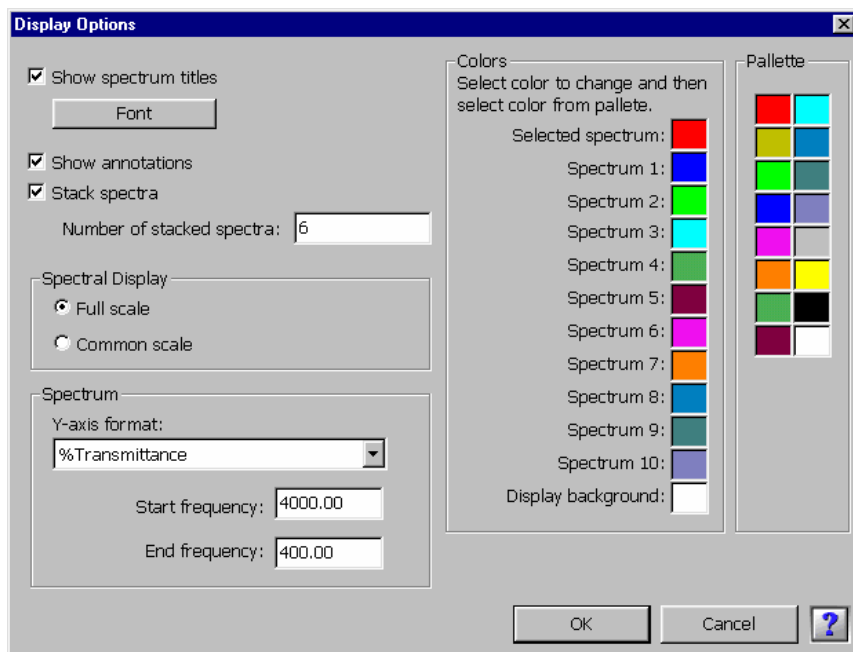 Display Options
Show spectrum titles
Font
Show annotations
Stack spectra
Number of stacked spectra: 6
Spectral Display
Full scale
Common scale
Spectrum
Y-axis format:
%Transmittance
Start frequency: 4000.00
End frequency: 400.00
Colors
Select color to change and then
select color from pallete.
Selected spectrum:
Spectrum 1:
Spectrum 2:
Spectrum 3:
Spectrum 4:
Spectrum 5:
Spectrum 6:
Spectrum 7:
Spectrum 8:
Spectrum 9:
Spectrum 10:
Display background:
Pallette
OK
Cancel
?